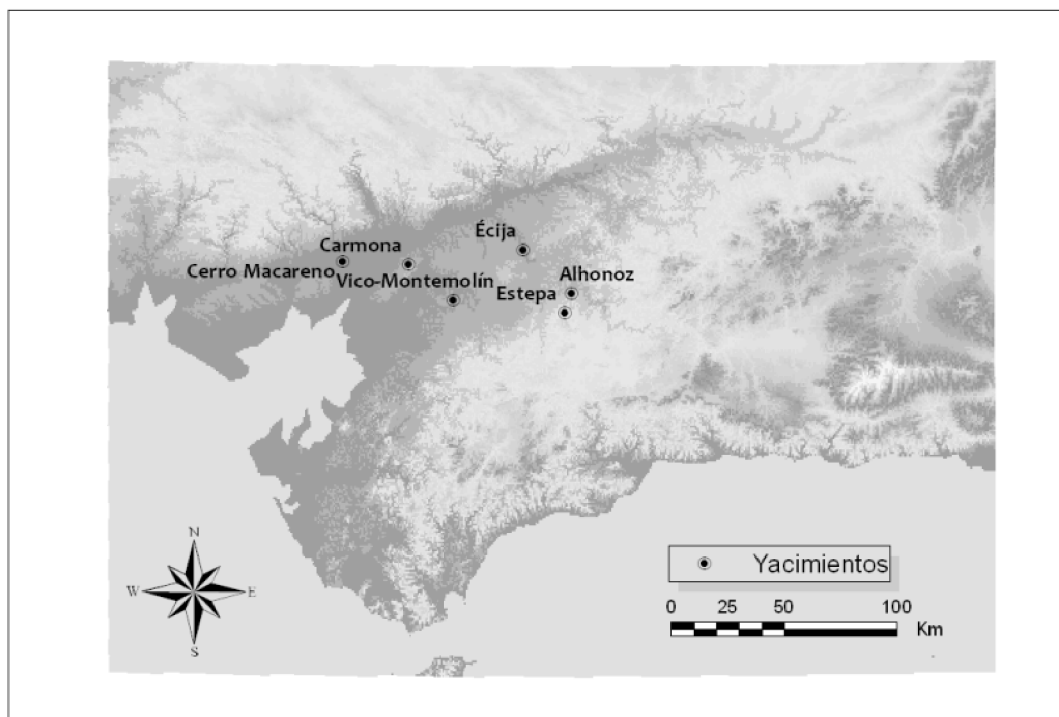 Écija
Carmona
Cerro Macareno
Vico-Montemolín
Alhonoz
Estepa
N
W E
S
Yacimientos
0 25 50 100
Km